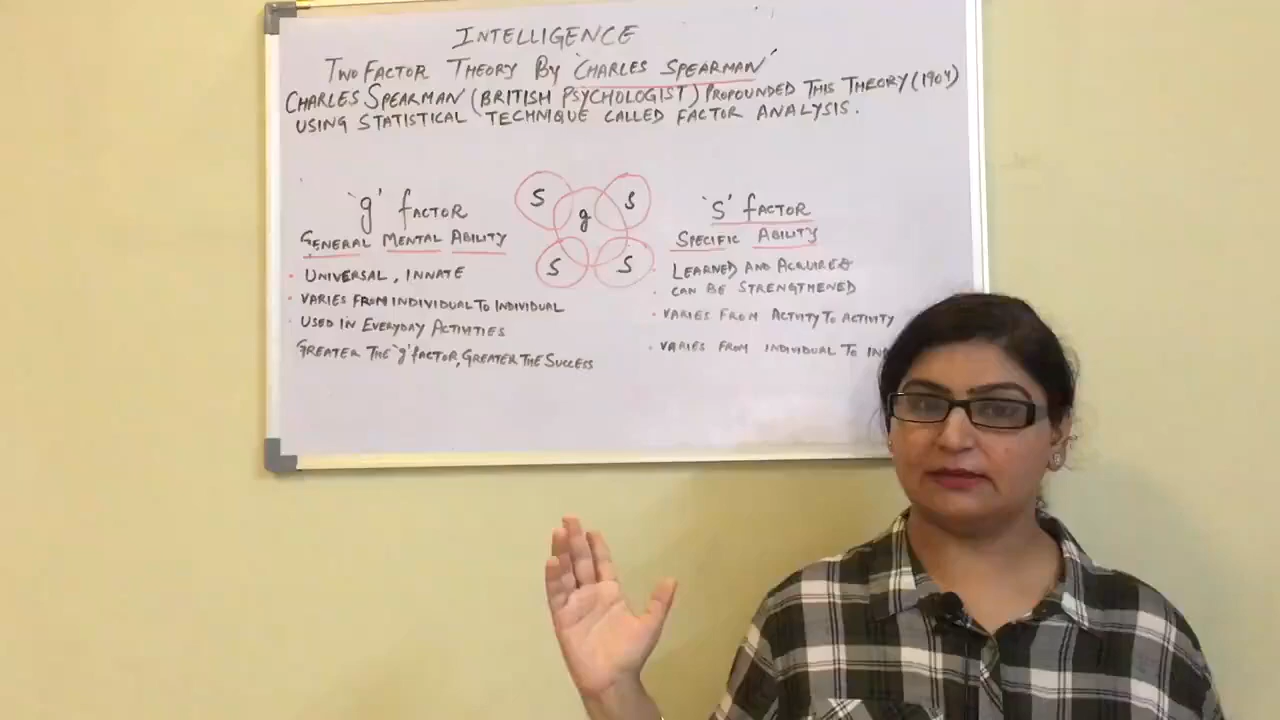 INTELLIGENCE
TWO FACTOR THEORY BY 'CHARLES SPEARMAN'
CHARLES SPEARMAN (BRITISH PSYCHOLOGIST) PROPOUNDED THIS THEORY (1904)
USING STATISTICAL TECHNIQUE CALLED FACTOR ANALYSIS.
'g' FACTOR
GENERAL MENTAL ABILITY
• UNIVERSAL, INNATE
• VARIES FROM INDIVIDUAL TO INDIVIDUAL
• USED IN EVERYDAY ACTIVITIES
GREATER THE 'g' FACTOR, GREATER THE SUCCESS
S S
g
S S
'S' FACTOR
SPECIFIC ABILITY
• LEARNED AND ACQUIRED
• CAN BE STRENGTHENED
• VARIES FROM ACTVITY TO ACTIVITY
• VARIES FROM INDIVIDUAL TO